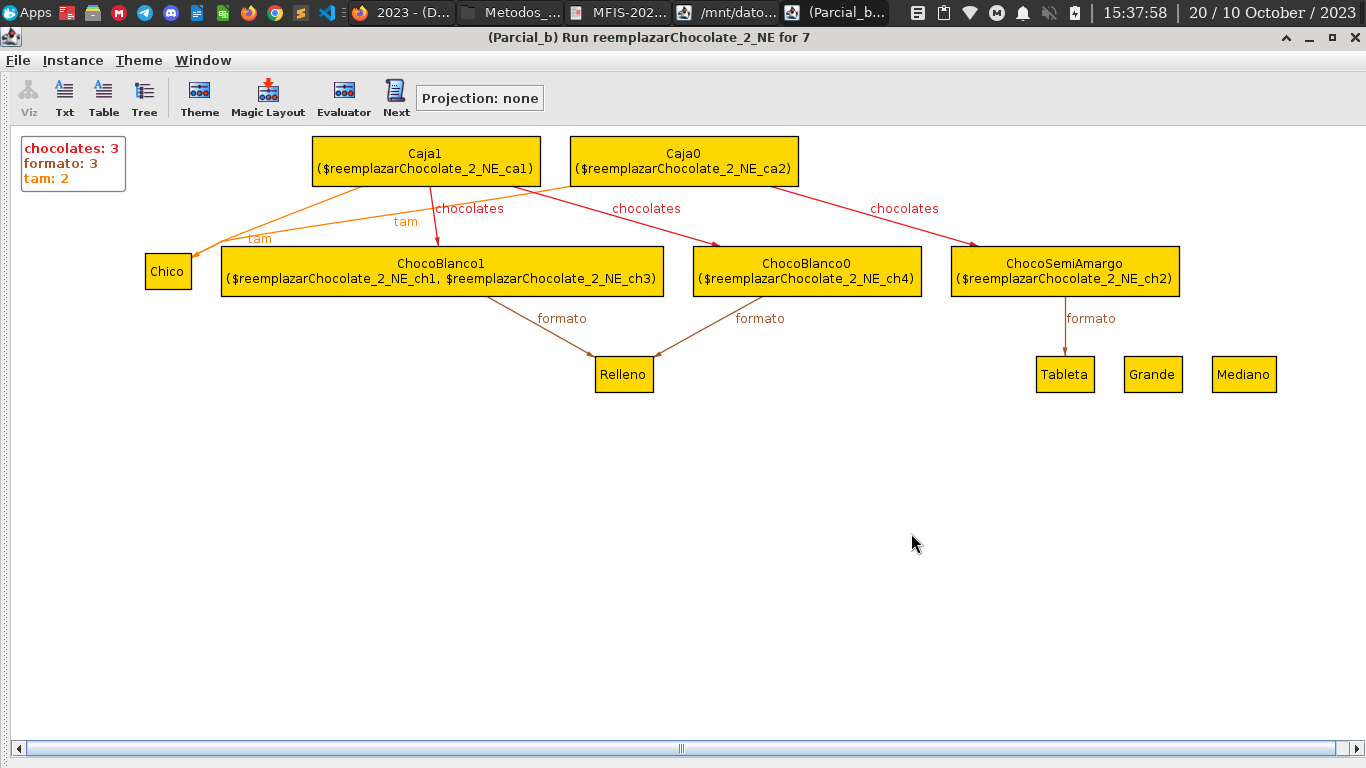 Apps
2023 - (D...
Metodos_...
MFIS-202...
/mnt/dato...
(Parcial_b...
15:37:58
20 / 10 October / 2023
(Parcial_b) Run reemplazarChocolate_2_NE for 7
File Instance Theme Window
Viz Txt Table Tree Theme Magic Layout Evaluator Next
Projection: none
chocolates: 3
formato: 3
tam: 2
Caja1
($reemplazarChocolate_2_NE_ca1)
Caja0
($reemplazarChocolate_2_NE_ca2)
chocolates
chocolates
chocolates
tam
tam
Chico
ChocoBlanco1
($reemplazarChocolate_2_NE_ch1, $reemplazarChocolate_2_NE_ch3)
ChocoBlanco0
($reemplazarChocolate_2_NE_ch4)
ChocoSemiAmargo
($reemplazarChocolate_2_NE_ch2)
formato
formato
formato
Relleno
Tableta
Grande
Mediano